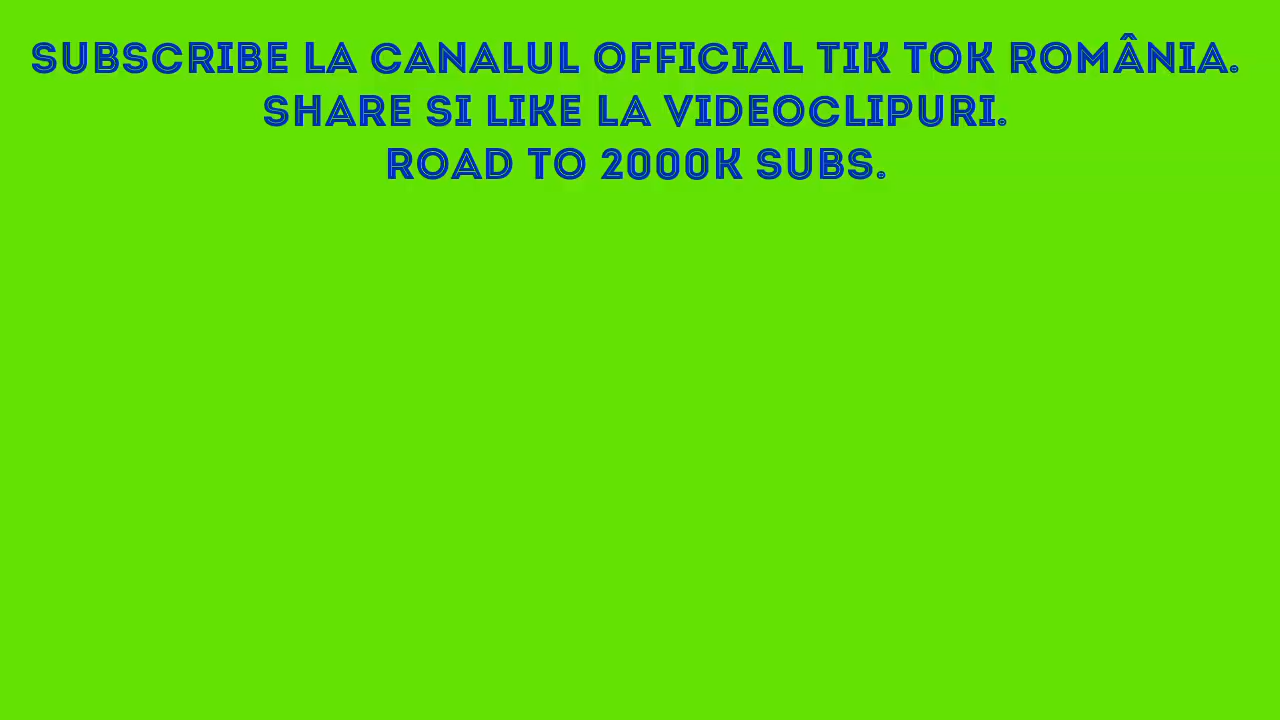 SUBSCRIBE LA CANALUL OFFICIAL TIK TOK ROMÂNIA.
SHARE SI LIKE LA VIDEOCLIPURI.
ROAD TO 2000K SUBS.